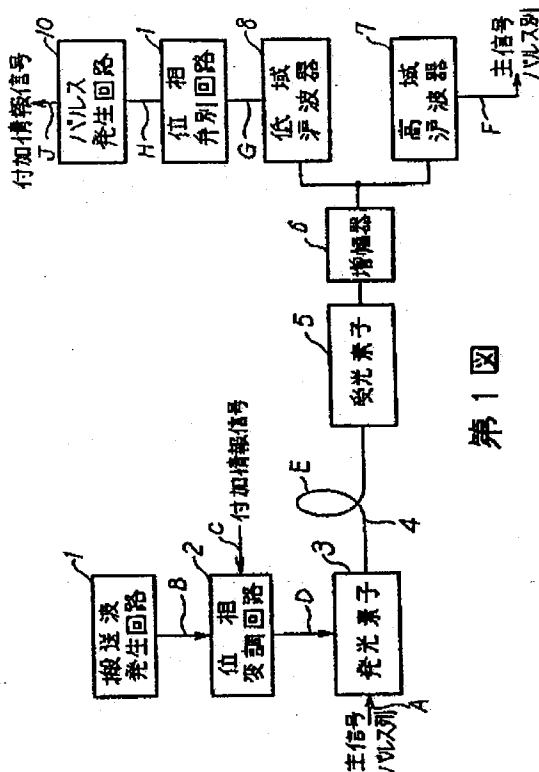 搬送波
発生回路
1
B
位相
変調回路
2
C
付加情報信号
D
主信号
パルス列
A
発光素子
3
4
E
受光素子
5
増幅器
6
高域
沪波器
7
F
主信号
パルス列
低域
沪波器
8
G
位相
弁別回路
1
H
パルス
発生回路
10
J
付加情報信号
第1図